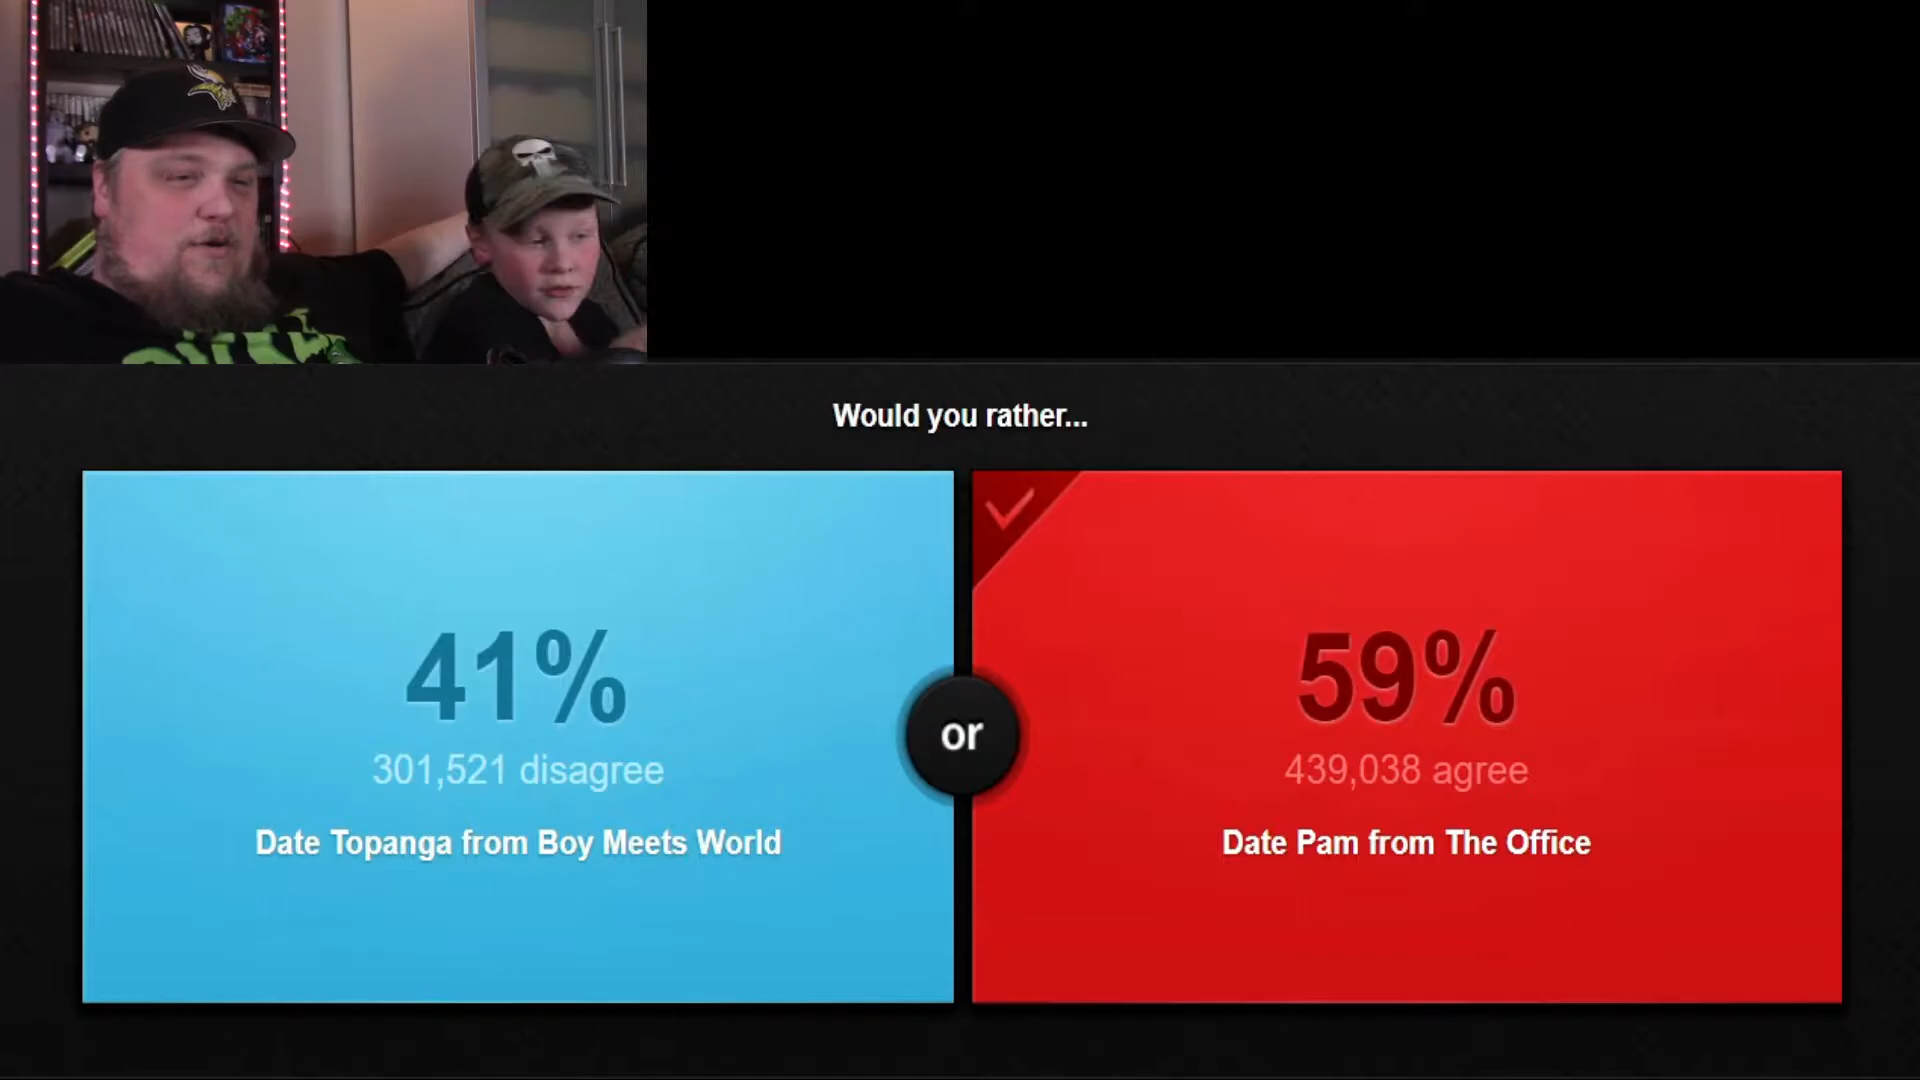 Would you rather...
41%
301,521 disagree
Date Topanga from Boy Meets World
or
59%
439,038 agree
Date Pam from The Office